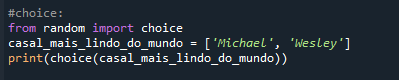 #choice:
from random import choice
casal_mais_lindo_do_mundo = ['Michael', 'Wesley']
print(choice(casal_mais_lindo_do_mundo))